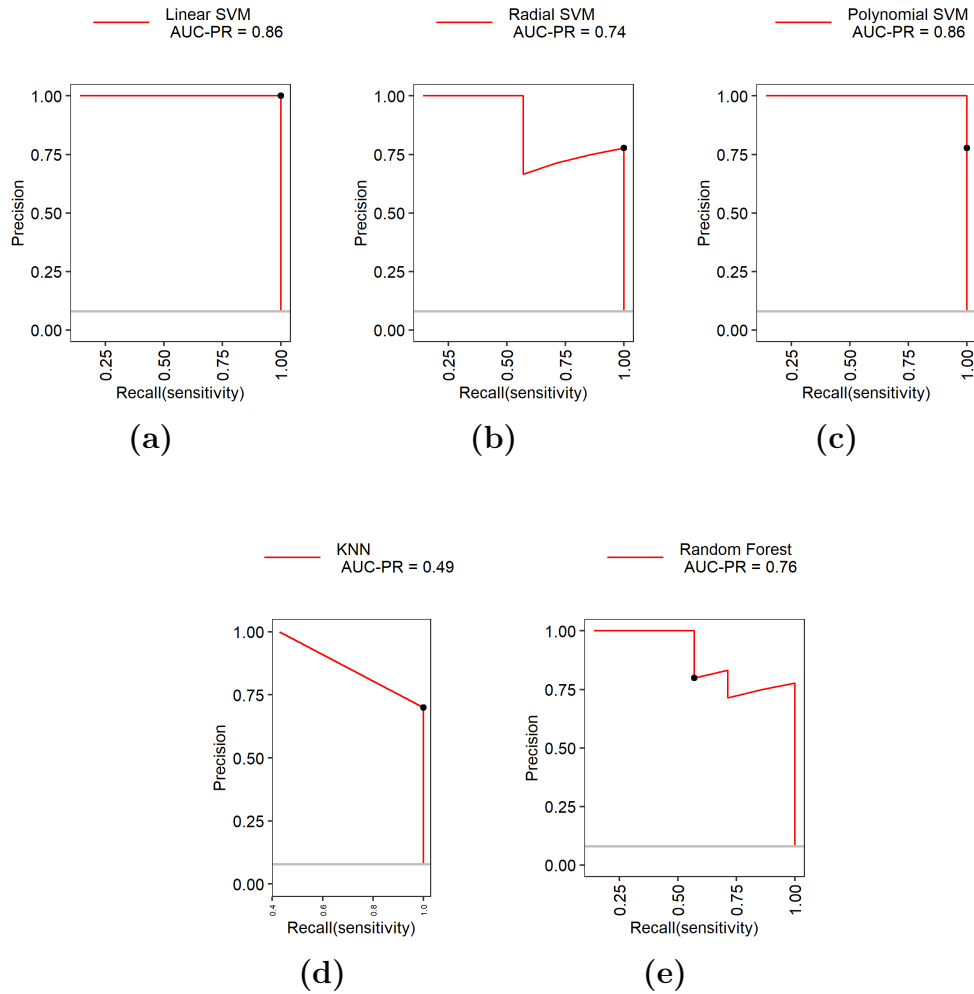 Linear SVM
AUC-PR = 0.86
Radial SVM
AUC-PR = 0.74
Polynomial SVM
AUC-PR = 0.86
Precision
1.00
0.75
0.50
0.25
0.00
0.25
0.50
0.75
1.00
Recall(sensitivity)
(a)
Precision
1.00
0.75
0.50
0.25
0.00
0.25
0.50
0.75
1.00
Recall(sensitivity)
(b)
Precision
1.00
0.75
0.50
0.25
0.00
0.25
0.50
0.75
1.00
Recall(sensitivity)
(c)
KNN
AUC-PR = 0.49
Random Forest
AUC-PR = 0.76
Precision
1.00
0.75
0.50
0.25
0.00
0.4
0.6
0.8
1.0
Recall(sensitivity)
(d)
Precision
1.00
0.75
0.50
0.25
0.00
0.25
0.50
0.75
1.00
Recall(sensitivity)
(e)